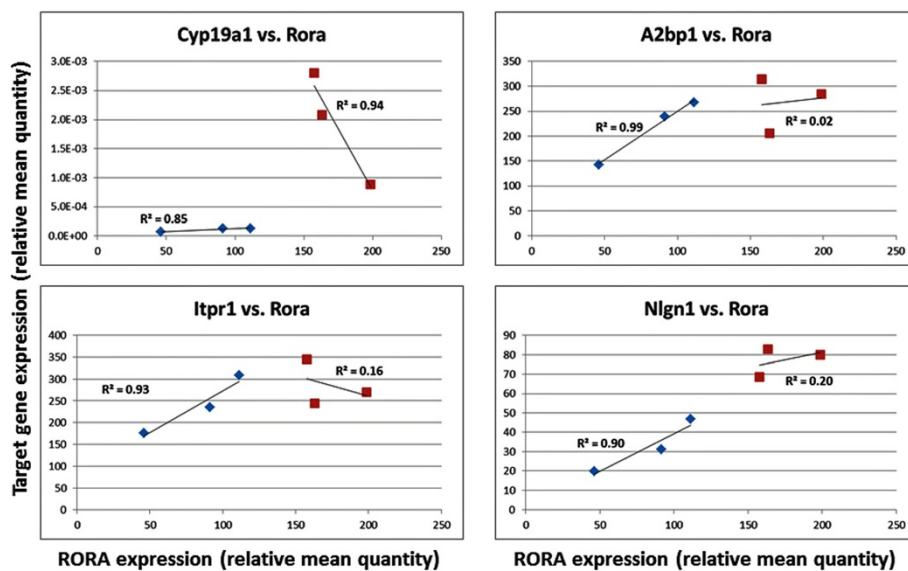 Cyp19a1 vs. Rora
3.0E-03
2.5E-03
2.0E-03
1.5E-03
1.0E-03
5.0E-04
0.0E+00
R² = 0.94
R² = 0.85
0 50 100 150 200 250
A2bp1 vs. Rora
350
300
250
200
150
100
50
0
R² = 0.99
R² = 0.02
0 50 100 150 200 250
Target gene expression (relative mean quantity)
Itpr1 vs. Rora
400
350
300
250
200
150
100
50
0
R² = 0.93
R² = 0.16
0 50 100 150 200 250
Nlgn1 vs. Rora
90
80
70
60
50
40
30
20
10
0
R² = 0.90
R² = 0.20
0 50 100 150 200 250
RORA expression (relative mean quantity)
RORA expression (relative mean quantity)